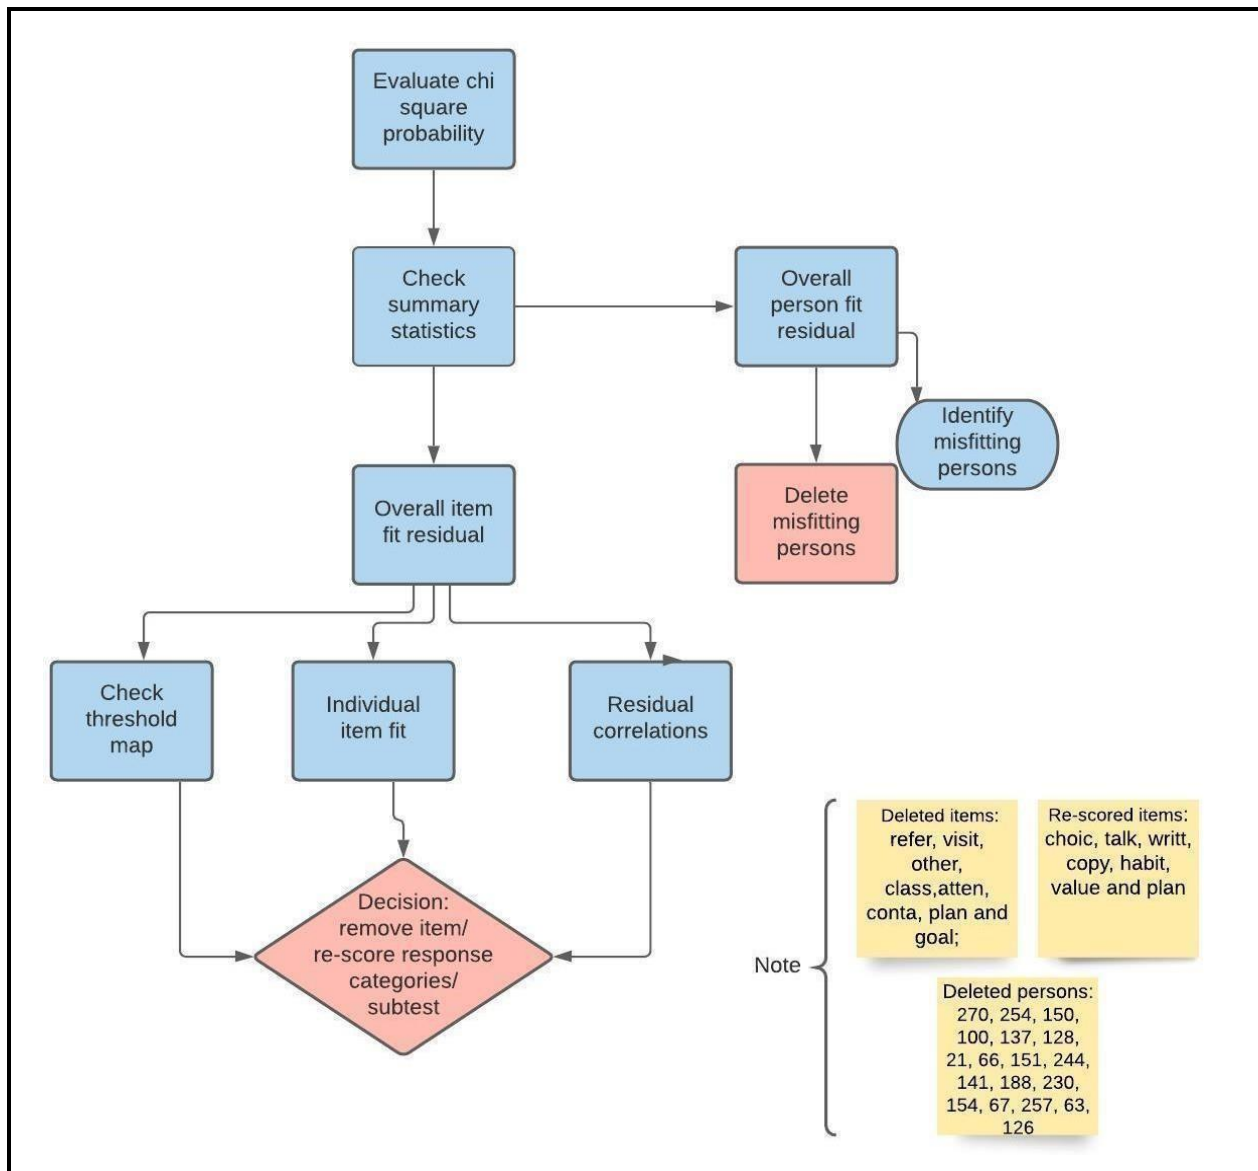 Evaluate chi
square
probability
Check
summary
statistics
Overall
person fit
residual
Identify
misfitting
persons
Delete
misfitting
persons
Overall item
fit residual
Check
threshold
map
Individual
item fit
Residual
correlations
Decision:
remove item/
re-score response
categories/
subtest
Note
Deleted items:
refer, visit,
other,
class,atten,
conta, plan and
goal;
Re-scored items:
choic, talk, writt,
copy, habit,
value and plan
Deleted persons:
270, 254, 150,
100, 137, 128,
21, 66, 151, 244,
141, 188, 230,
154, 67, 257, 63,
126